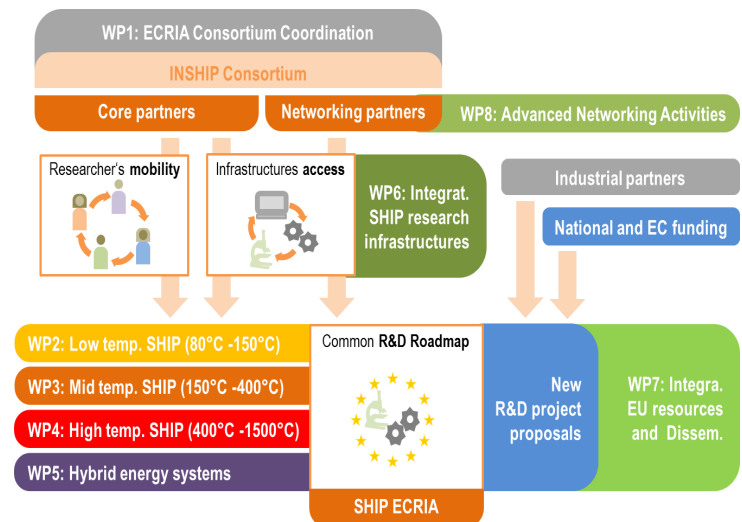 WP1: ECRIA Consortium Coordination
INSHIP Consortium
Core partners
Networking partners
WP8: Advanced Networking Activities
Researcher's mobility
Infrastructures access
WP6: Integrat.
SHIP research
infrastructures
Industrial partners
National and EC funding
WP2: Low temp. SHIP (80°C -150°C)
WP3: Mid temp. SHIP (150°C -400°C)
WP4: High temp. SHIP (400°C -1500°C)
WP5: Hybrid energy systems
Common R&D Roadmap
SHIP ECRIA
New
R&D project
proposals
WP7: Integra.
EU resources
and Dissem.